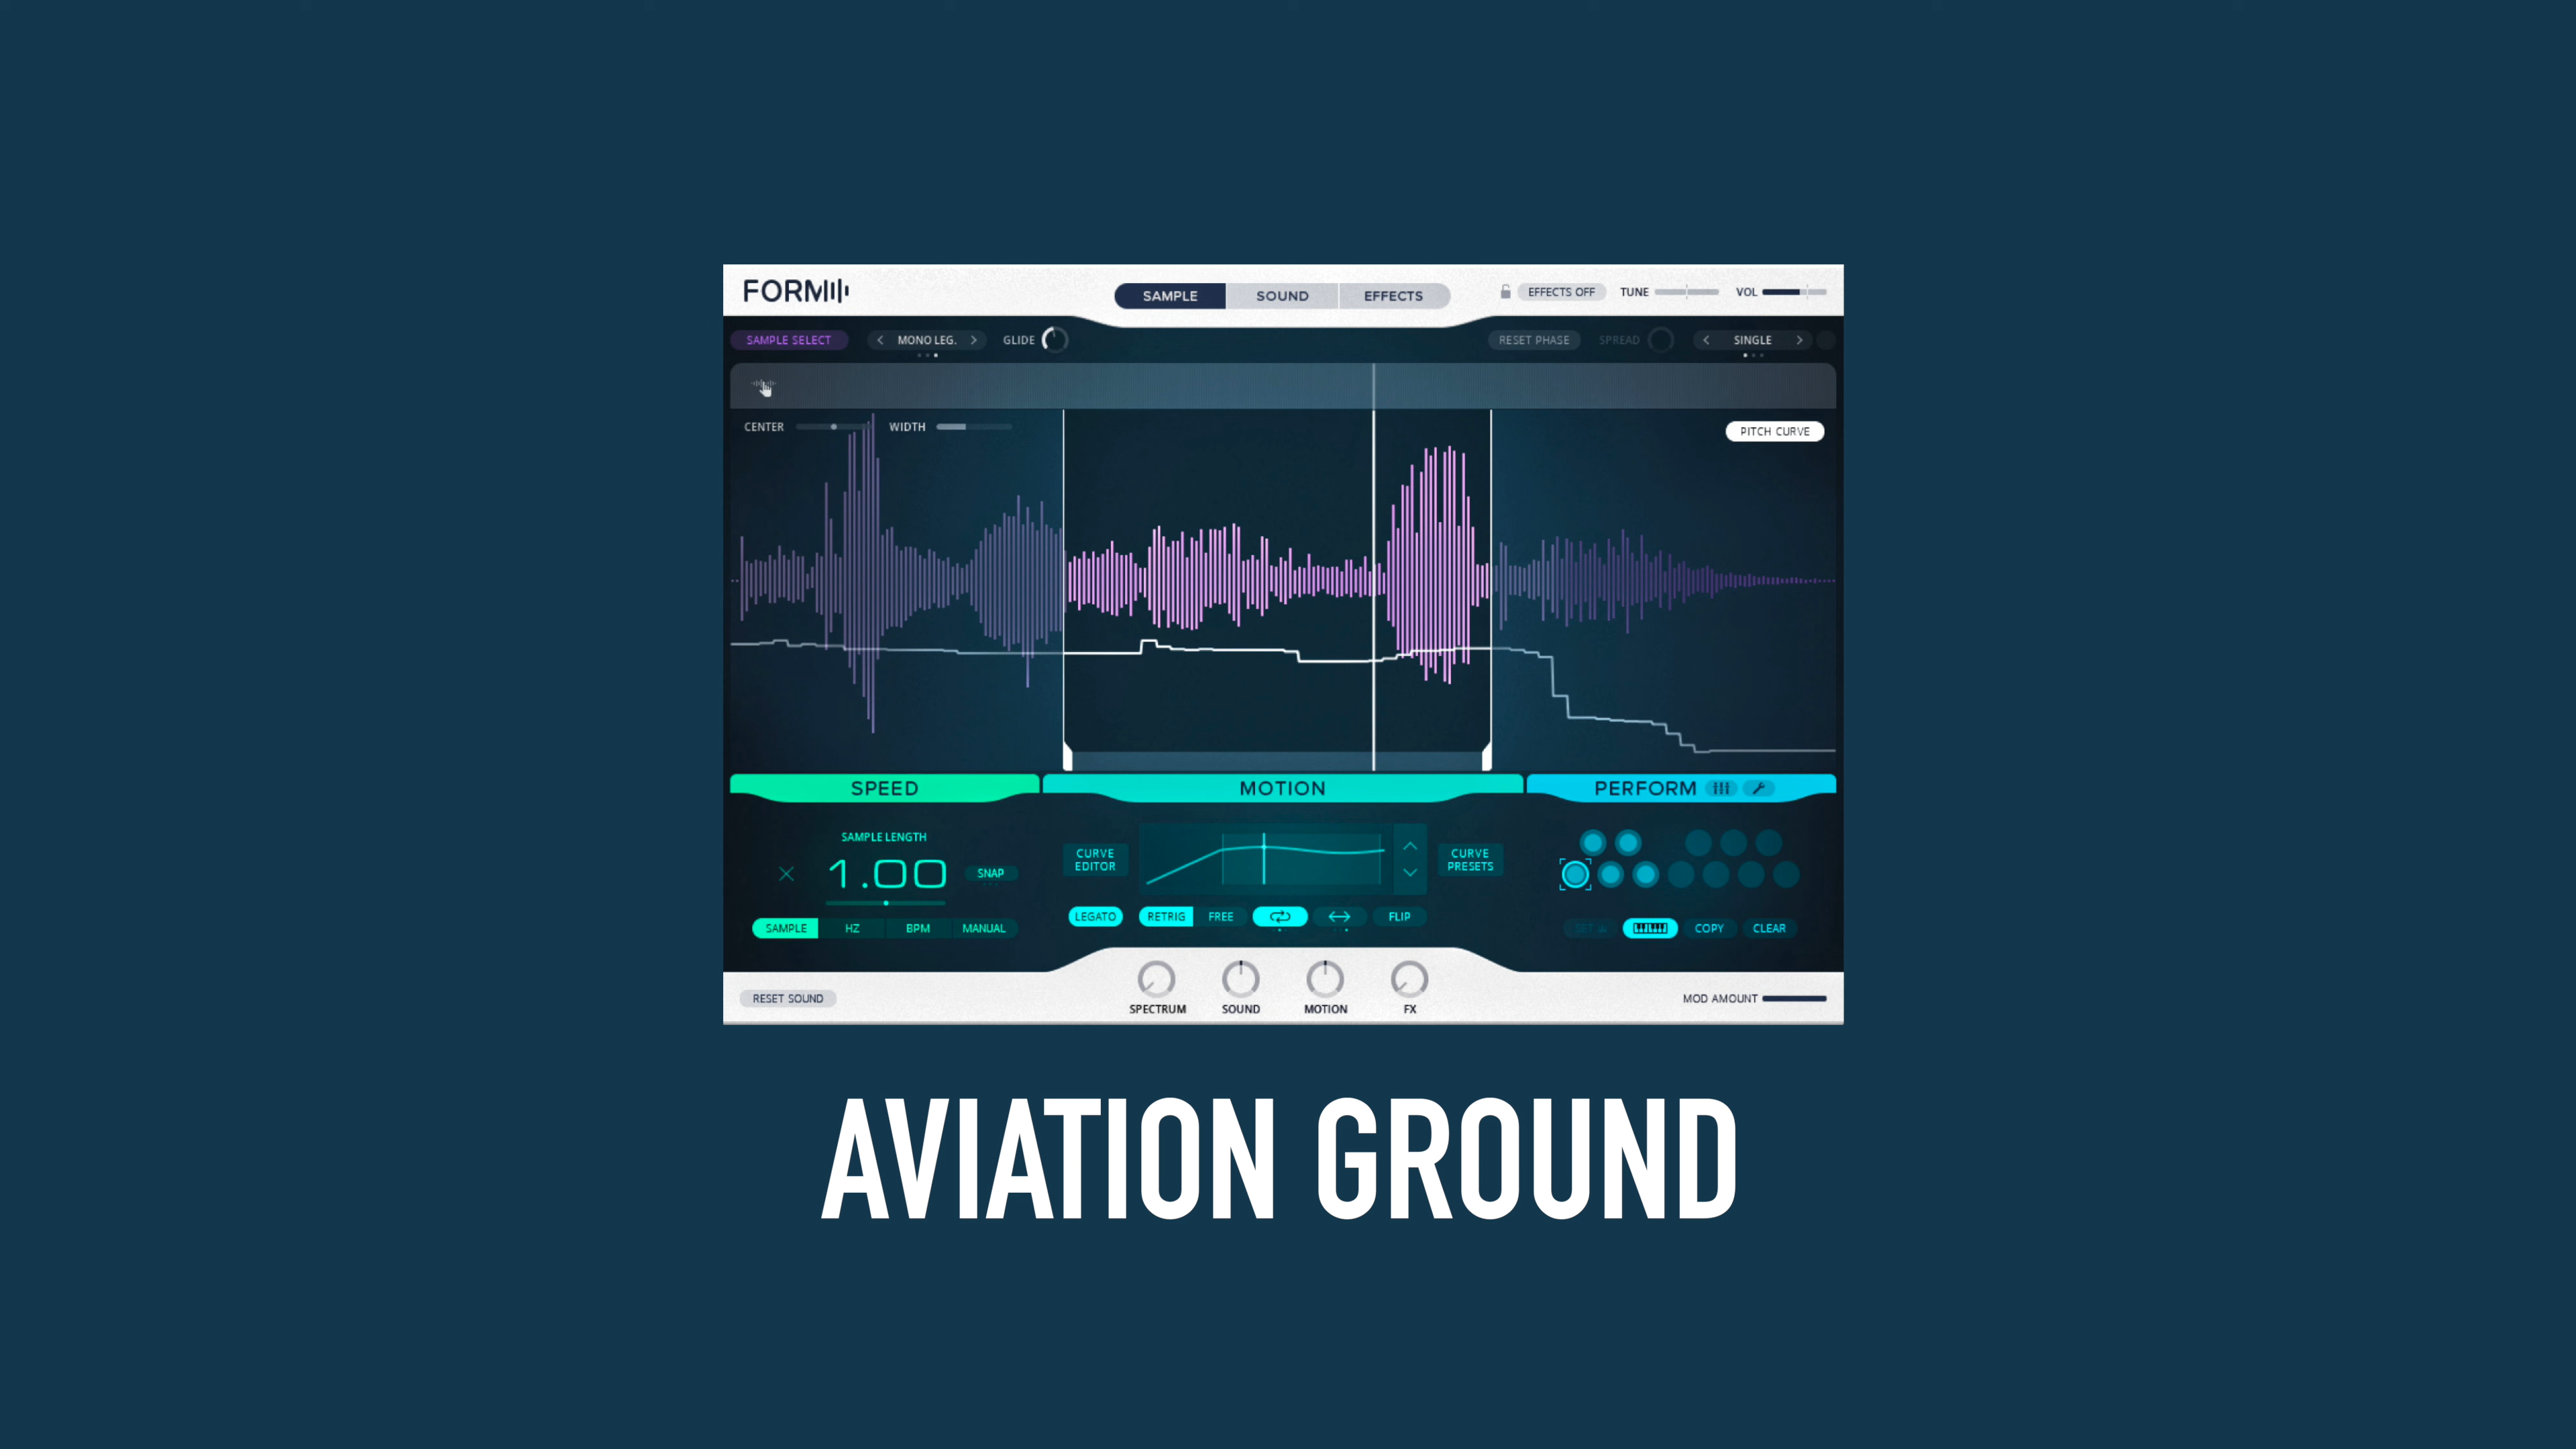 FORM
SAMPLE SOUND EFFECTS
EFFECTS OFF TUNE VOL
SAMPLE SELECT MONO LEG. GLIDE RESET PHASE SPREAD SINGLE
CENTER WIDTH PITCH CURVE
SPEED MOTION PERFORM
SAMPLE LENGTH
1.00
SNAP
SAMPLE HZ BPM MANUAL
CURVE
EDITOR
CURVE
PRESETS
LEGATO RETRIG FREE FLIP
SET COPY CLEAR
RESET SOUND
SPECTRUM SOUND MOTION FX
MOD AMOUNT
AVIATION GROUND